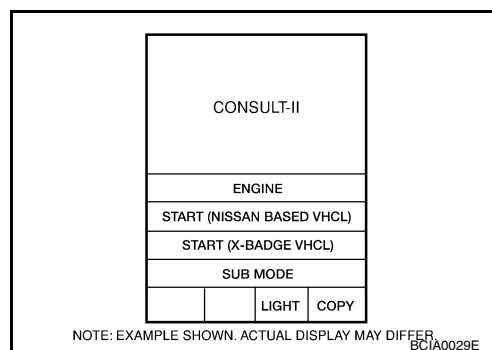 CONSULT-II
ENGINE
START (NISSAN BASED VHCL)
START (X-BADGE VHCL)
SUB MODE
LIGHT COPY
NOTE: EXAMPLE SHOWN. ACTUAL DISPLAY MAY DIFFER.
BCIA0029E